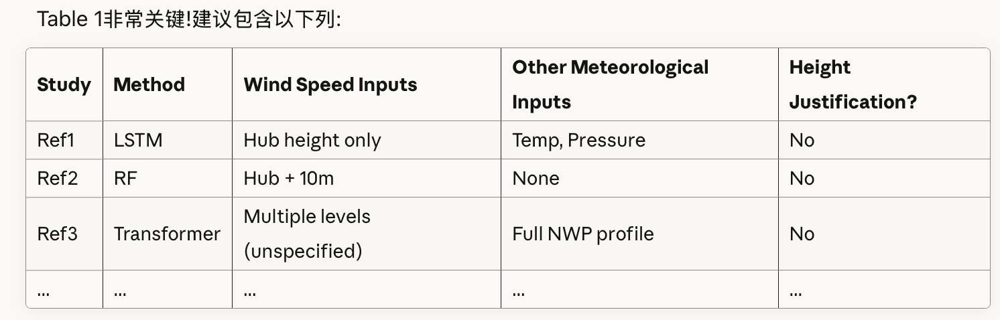 Table 1非常关键!建议包含以下列:
Study Method Wind Speed Inputs Other Meteorological Inputs Height Justification?
Ref1 LSTM Hub height only Temp, Pressure No
Ref2 RF Hub + 10m None No
Ref3 Transformer Multiple levels (unspecified) Full NWP profile No
... ... ... ... ...